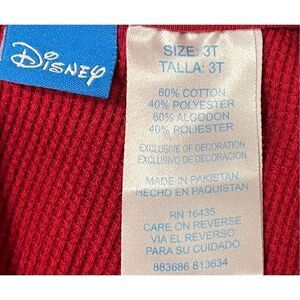 Disney
SIZE: 3T
TALLA: 3T
60% COTTON
40% POLYESTER
60% ALGODON
40% POLIESTER
EXCLUSIVE OF DECORATION
EXCLUSIVO DE DECORACION
MADE IN PAKISTAN
HECHO EN PAQUISTAN
RN 16435
CARE ON REVERSE
VIA EL REVERSO
PARA SU CUIDADO
883686 813634